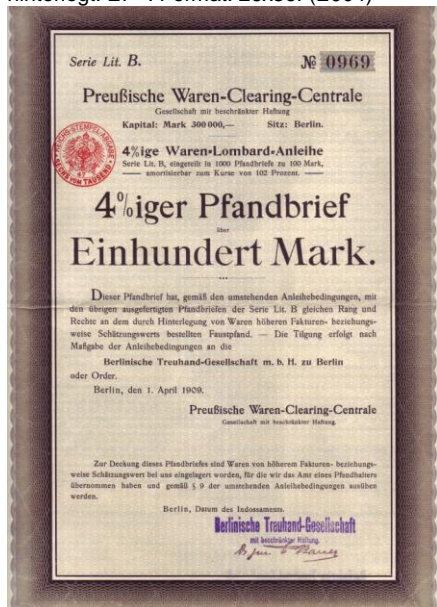 Serie Lit. B.
№ 0969
Preußische Waren-Clearing-Centrale
Gesellschaft mit beschränkter Haftung
Kapital: Mark 300 000,— Sitz: Berlin.
4%ige Waren-Lombard-Anleihe
Serie Lit. B, eingeteilt in 1000 Pfandbriefe zu 100 Mark,
— amortisierbar zum Kurse von 102 Prozent. —
4%iger Pfandbrief
über
Einhundert Mark.
Dieser Pfandbrief hat, gemäß den umstehenden Anleihebedingungen, mit
den übrigen ausgefertigten Pfandbriefen der Serie Lit. B gleichen Rang und
Rechte an dem durch Hinterlegung von Waren höheren Fakturen- beziehungs-
weise Schätzungswerts bestellten Faustpfand. — Die Tilgung erfolgt nach
Maßgabe der Anleihebedingungen an die
Berlinische Treuhand-Gesellschaft m. b. H. zu Berlin
oder Order.
Berlin, den 1. April 1909.
Preußische Waren-Clearing-Centrale
Gesellschaft mit beschränkter Haftung.
Zur Deckung dieses Pfandbriefes sind Waren von höherem Fakturen- beziehungs-
weise Schätzungswert bei uns eingelagert worden, für die wir das Amt eines Pfandhalters
übernommen haben und gemäß § 9 der umstehenden Anleihebedingungen ausüben
werden.
Berlin, Datum des Indossaments.
Berlinische Treuhand-Gesellschaft
mit beschränkter Haftung.